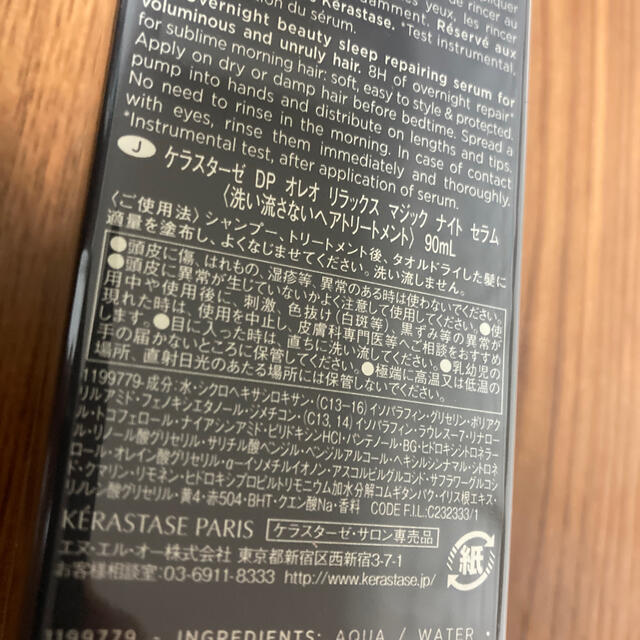 yeux, rincer au
ion du sérum. Réservé aux
Kérastase. *Test instrumental.
overnight beauty sleep repairing serum for
voluminous and unruly hair. 8H of overnight repair*
for sublime morning hair: soft, easy to style & protected.
Apply on dry or damp hair before bedtime. Spread a
pump into hands and distribute on lengths and tips.
No need to rinse in the morning. In case of contact
with eyes, rinse them immediately and thoroughly.
*Instrumental test, after application of serum.
J ケラスターゼ DP オレオ リラックス マジック ナイト セラム
〈洗い流さないヘアトリートメント〉 90mL
〈ご使用法〉シャンプー、トリートメント後、タオルドライした髪に
適量を塗布し、よくなじませてください。洗い流しません。
●頭皮に傷、はれもの、湿疹等、異常のある時は使わないでください。
●頭皮に異常が生じていないかよく注意して使用してください。●使
用中や使用後に、刺激、色抜け(白斑等)、黒ずみ等の異常が
現れた時は、使用を中止し、皮膚科専門医等へご相談をおすすめ
します。●目に入った時は、直ちに洗い流してください。●乳幼児の
手の届かないところに保管してください。●極端に高温又は低温の
場所、直射日光のあたる場所には保管しないでください。
1199779-成分:水・シクロヘキサシロキサン・(C13-16)イソパラフィン・グリセリン・ポリアク
リルアミド・フェノキシエタノール・ジメチコン・(C13, 14)イソパラフィン・ラウレス-7・リナロー
ル・トコフェロール・ナイアシンアミド・ピリドキシンHCl・パンテノール・BG・ヒドロキシシトロネラー
ル・リノール酸グリセリル・サリチル酸ベンジル・ベンジルアルコール・ヘキシルシンナマル・シトロネ
ロール・オレイン酸グリセリル・α-イソメチルイオノン・アスコルビルグルコシド・サフラワーグルコシ
ド・クマリン・リモネン・ヒドロキシプロピルトリモニウム加水分解コムギタンパク・イリス根エキス・
リノレン酸グリセリル・黄4・赤504・BHT・クエン酸Na・香料 CODE F.I.L.:C232333/1
KÉRASTASE PARIS ケラスターゼ・サロン専売品
エヌ・エル・オー株式会社 東京都新宿区西新宿3-7-1
お客様相談室:03-6911-8333 http://www.kerastase.jp/
紙
1199779 - INGREDIENTS: AQUA / WATER •